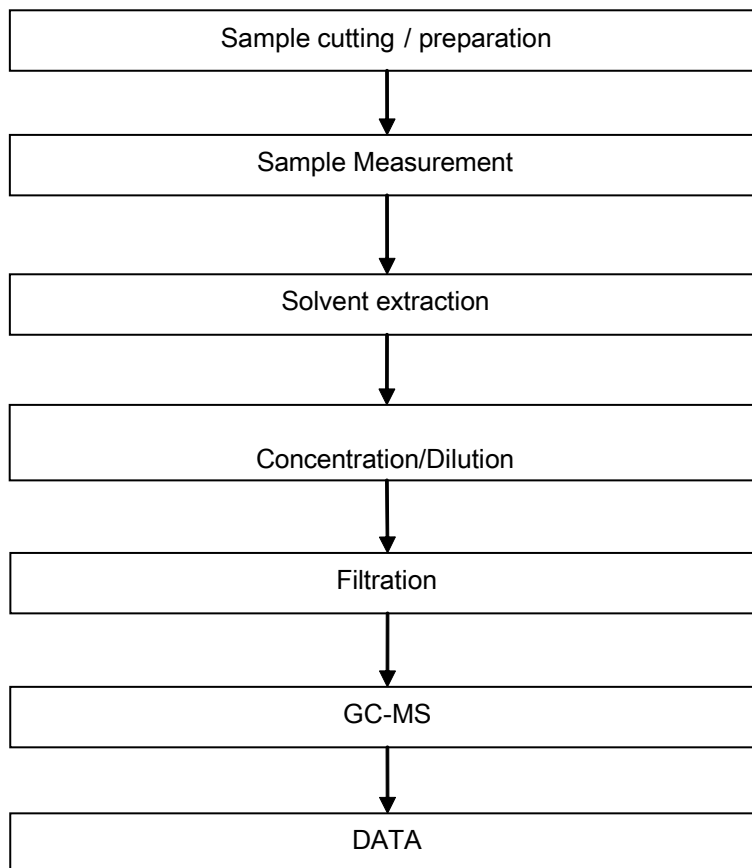 Sample cutting / preparation
Sample Measurement
Solvent extraction
Concentration/Dilution
Filtration
GC-MS
DATA